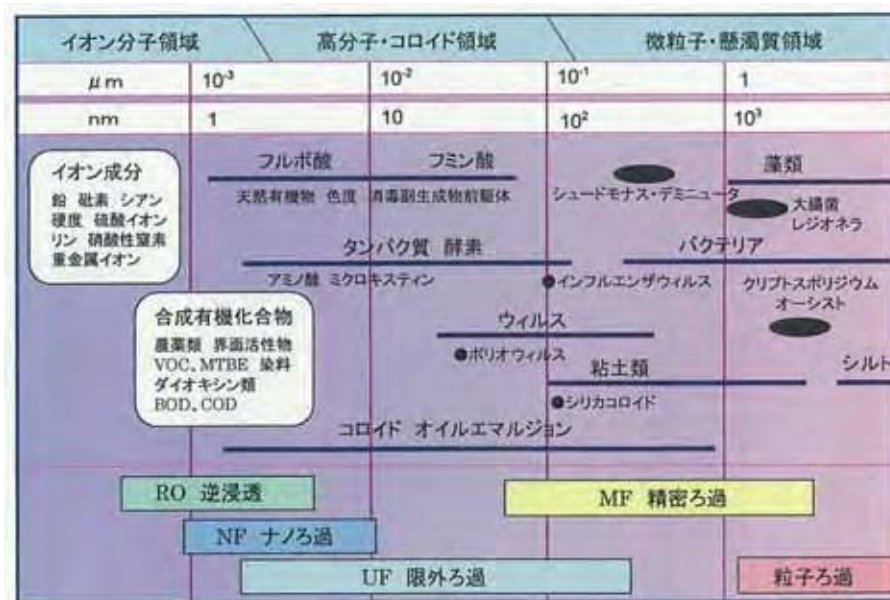 イオン分子領域 高分子・コロイド領域 微粒子・懸濁質領域
μm 10-3 10-2 10-1 1
nm 1 10 10² 10³
イオン成分
鉛 砒素 シアン
硬度 硫酸イオン
リン 硝酸性窒素
重金属イオン
フルボ酸 フミン酸
天然有機物 色度 消毒副生成物前駆体
シュードモナス・デミニュータ
藻類
大腸菌
レジオネラ
タンパク質 酵素
アミノ酸 ミクロキスティン
バクテリア
インフルエンザウィルス
クリプトスポリジウム
オーシスト
合成有機化合物
農薬類 界面活性物
VOC、MTBE 染料
ダイオキシン類
BOD、COD
ウィルス
ポリオウィルス
粘土類
シルト
シリカコロイド
コロイド オイルエマルジョン
RO 逆浸透
MF 精密ろ過
NF ナノろ過
UF 限外ろ過
粒子ろ過